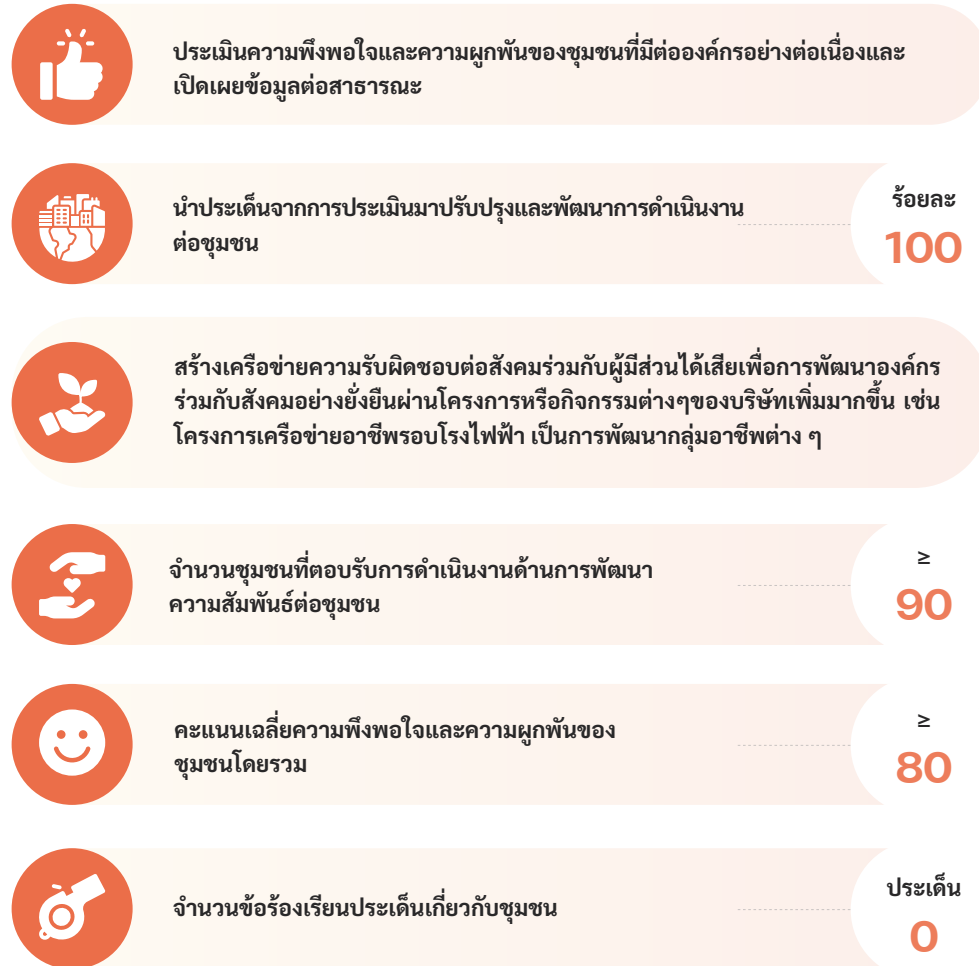 ประเมินความพึงพอใจและความผูกพันของชุมชนที่มีต่อองค์กรอย่างต่อเนื่องและ
เปิดเผยข้อมูลต่อสาธารณะ
นำประเด็นจากการประเมินมาปรับปรุงและพัฒนาการดำเนินงาน
ต่อชุมชน
ร้อยละ
100
สร้างเครือข่ายความรับผิดชอบต่อสังคมร่วมกับผู้มีส่วนได้เสียเพื่อการพัฒนาองค์กร
ร่วมกับสังคมอย่างยั่งยืนผ่านโครงการหรือกิจกรรมต่างๆของบริษัทเพิ่มมากขึ้น เช่น
โครงการเครือข่ายอาชีพรอบโรงไฟฟ้า เป็นการพัฒนากลุ่มอาชีพต่าง ๆ
จำนวนชุมชนที่ตอบรับการดำเนินงานด้านการพัฒนา
ความสัมพันธ์ต่อชุมชน
≥
90
คะแนนเฉลี่ยความพึงพอใจและความผูกพันของ
ชุมชนโดยรวม
≥
80
จำนวนข้อร้องเรียนประเด็นเกี่ยวกับชุมชน
ประเด็น
0